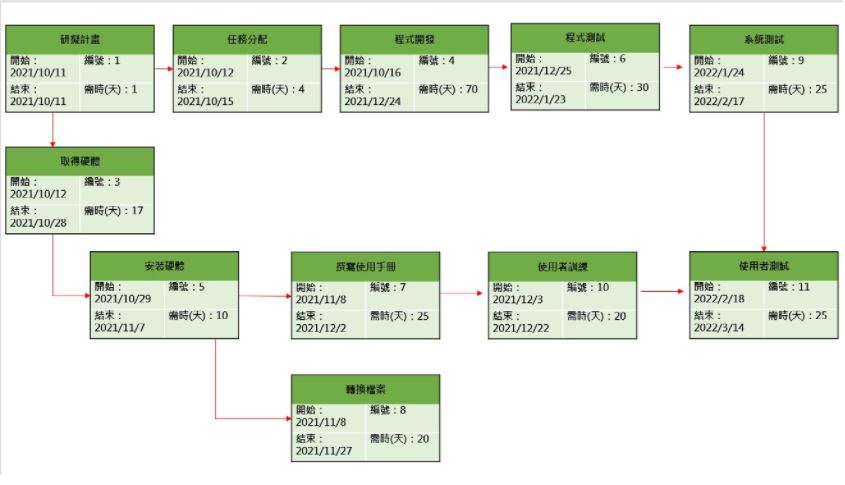 研擬計畫
開始：
2021/10/11
編號：1
結束：
2021/10/11
需時(天)：1
任務分配
開始：
2021/10/12
編號：2
結束：
2021/10/15
需時(天)：4
程式開發
開始：
2021/10/16
編號：4
結束：
2021/12/24
需時(天)：70
程式測試
開始：
2021/12/25
編號：6
結束：
2022/1/23
需時(天)：30
系統測試
開始：
2022/1/24
編號：9
結束：
2022/2/17
需時(天)：25
取得硬體
開始：
2021/10/12
編號：3
結束：
2021/10/28
需時(天)：17
安裝硬體
開始：
2021/10/29
編號：5
結束：
2021/11/7
需時(天)：10
撰寫使用手冊
開始：
2021/11/8
編號：7
結束：
2021/12/2
需時(天)：25
使用者訓練
開始：
2021/12/3
編號：10
結束：
2021/12/22
需時(天)：20
使用者測試
開始：
2022/2/18
編號：11
結束：
2022/3/14
需時(天)：25
轉換檔案
開始：
2021/11/8
編號：8
結束：
2021/11/27
需時(天)：20